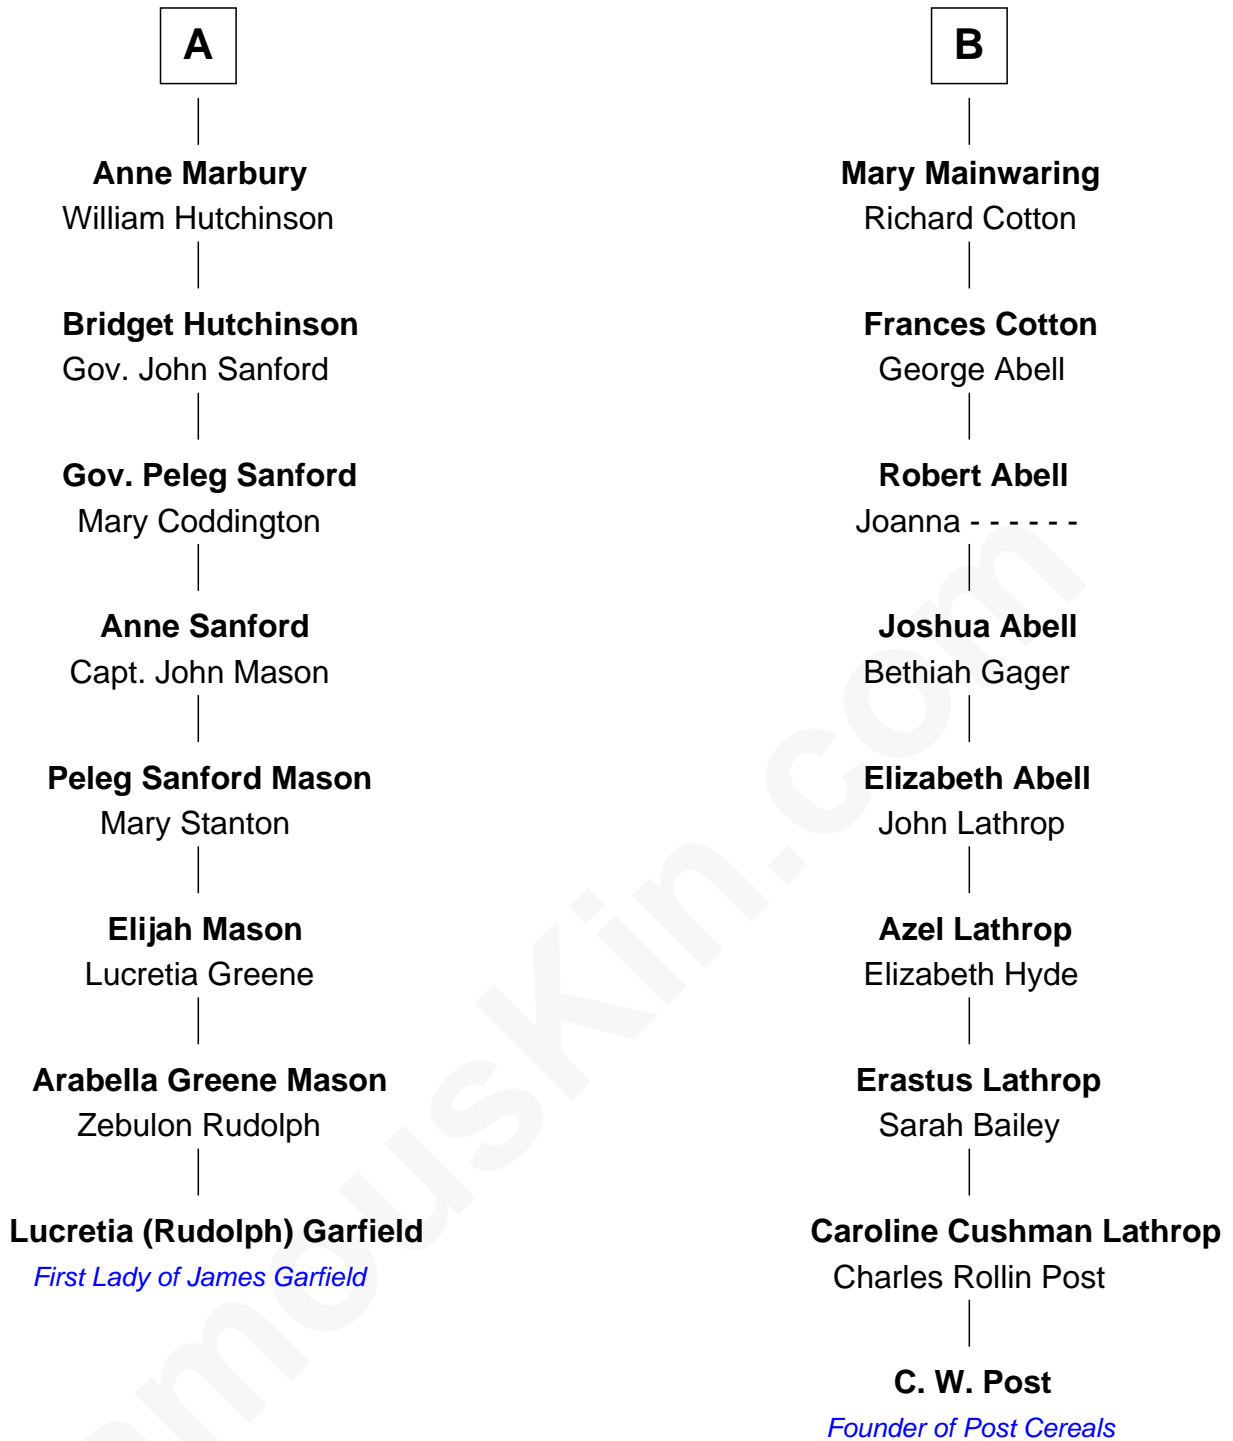 A
Anne Marbury
William Hutchinson
Bridget Hutchinson
Gov. John Sanford
Gov. Peleg Sanford
Mary Coddington
Anne Sanford
Capt. John Mason
Peleg Sanford Mason
Mary Stanton
Elijah Mason
Lucretia Greene
Arabella Greene Mason
Zebulon Rudolph
Lucretia (Rudolph) Garfield
First Lady of James Garfield
B
Mary Mainwaring
Richard Cotton
Frances Cotton
George Abell
Robert Abell
Joanna - - - - - -
Joshua Abell
Bethiah Gager
Elizabeth Abell
John Lathrop
Azel Lathrop
Elizabeth Hyde
Erastus Lathrop
Sarah Bailey
Caroline Cushman Lathrop
Charles Rollin Post
C. W. Post
Founder of Post Cereals
amousKin.com